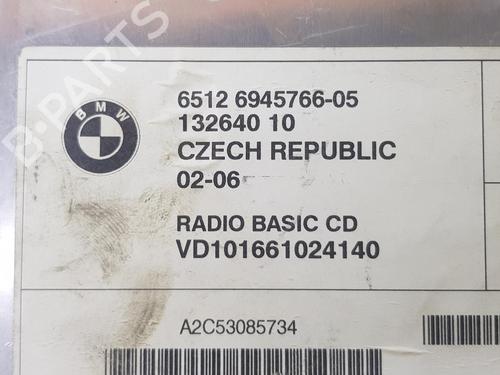 B-PARTS
BMW
6512 6945766-05
132640 10
CZECH REPUBLIC
02-06
RADIO BASIC CD
VD101661024140
A2C53085734